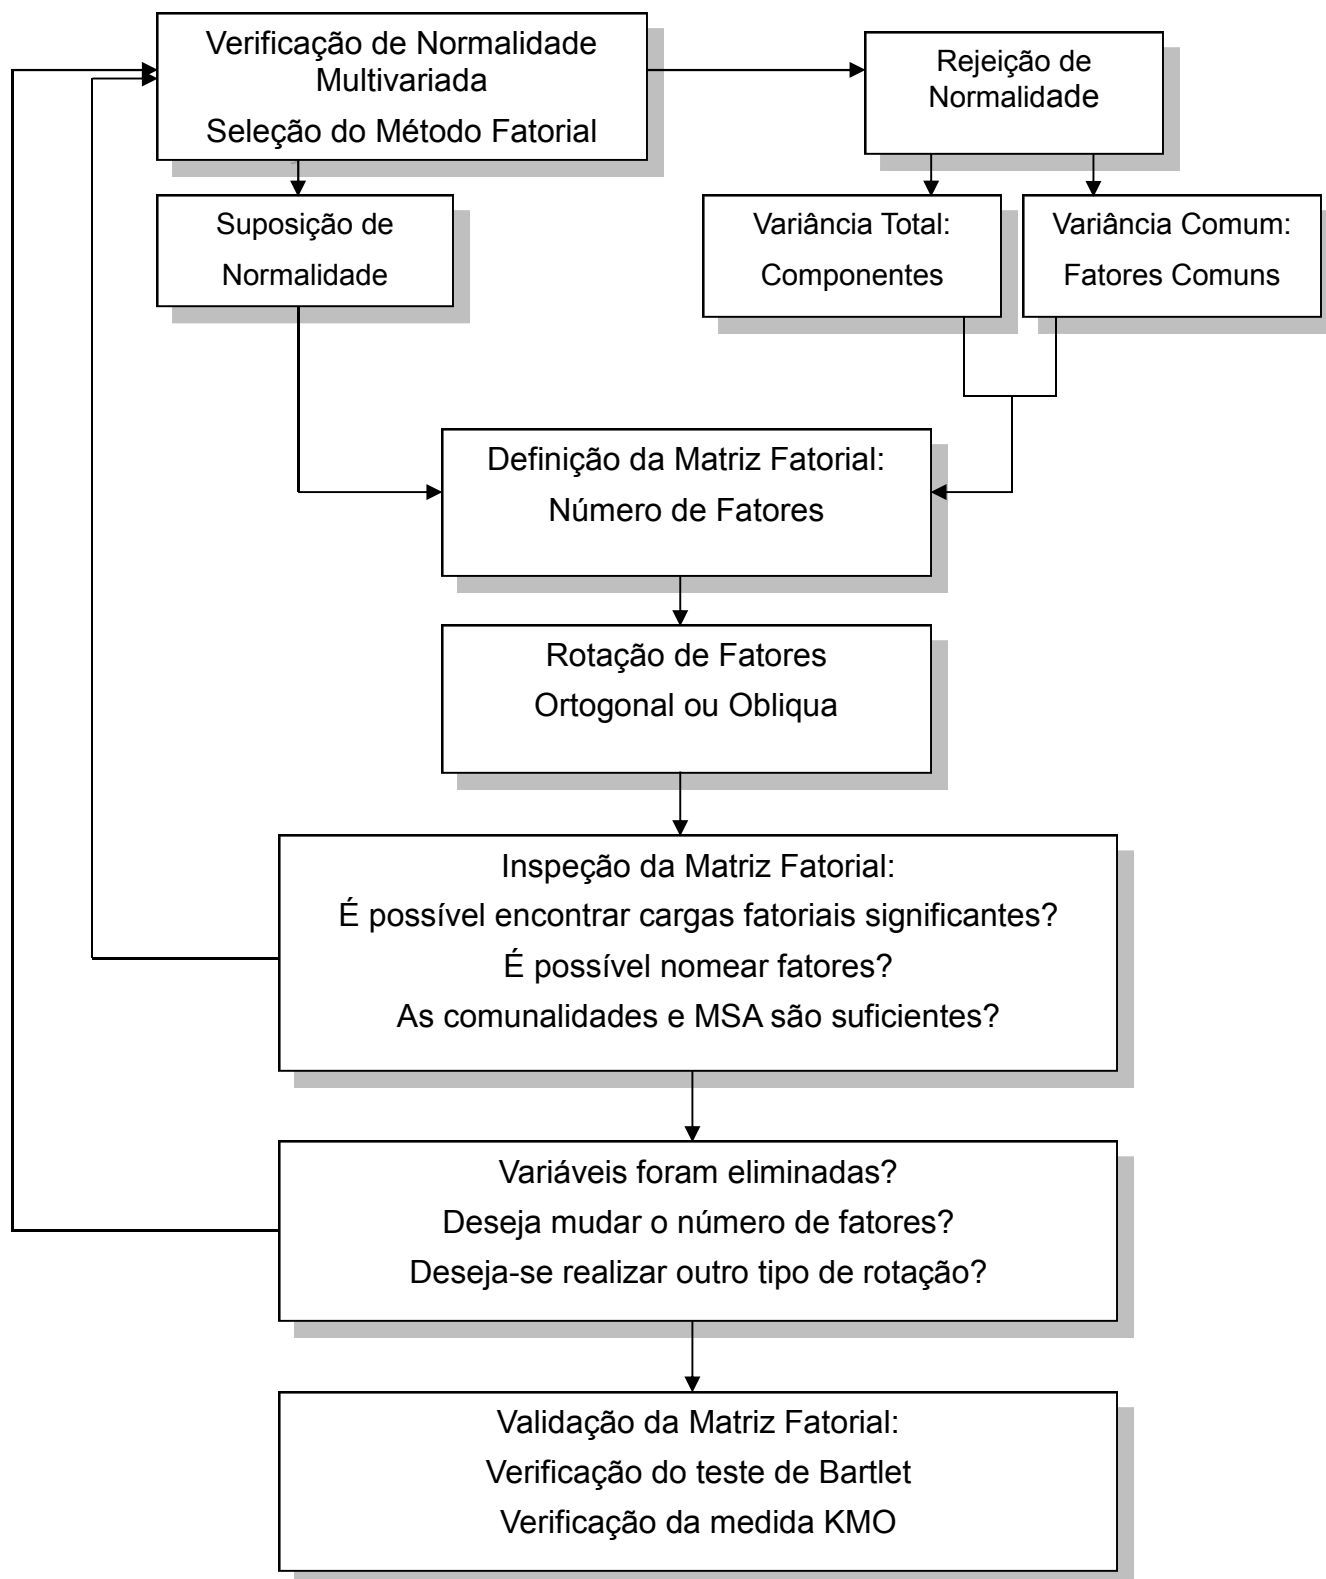 Verificação de Normalidade
Multivariada
Seleção do Método Fatorial
Rejeição de
Normalidade
Suposição de
Normalidade
Variância Total:
Componentes
Variância Comum:
Fatores Comuns
Definição da Matriz Fatorial:
Número de Fatores
Rotação de Fatores
Ortogonal ou Obliqua
Inspeção da Matriz Fatorial:
É possível encontrar cargas fatoriais significantes?
É possível nomear fatores?
As comunalidades e MSA são suficientes?
Variáveis foram eliminadas?
Deseja mudar o número de fatores?
Deseja-se realizar outro tipo de rotação?
Validação da Matriz Fatorial:
Verificação do teste de Bartlet
Verificação da medida KMO